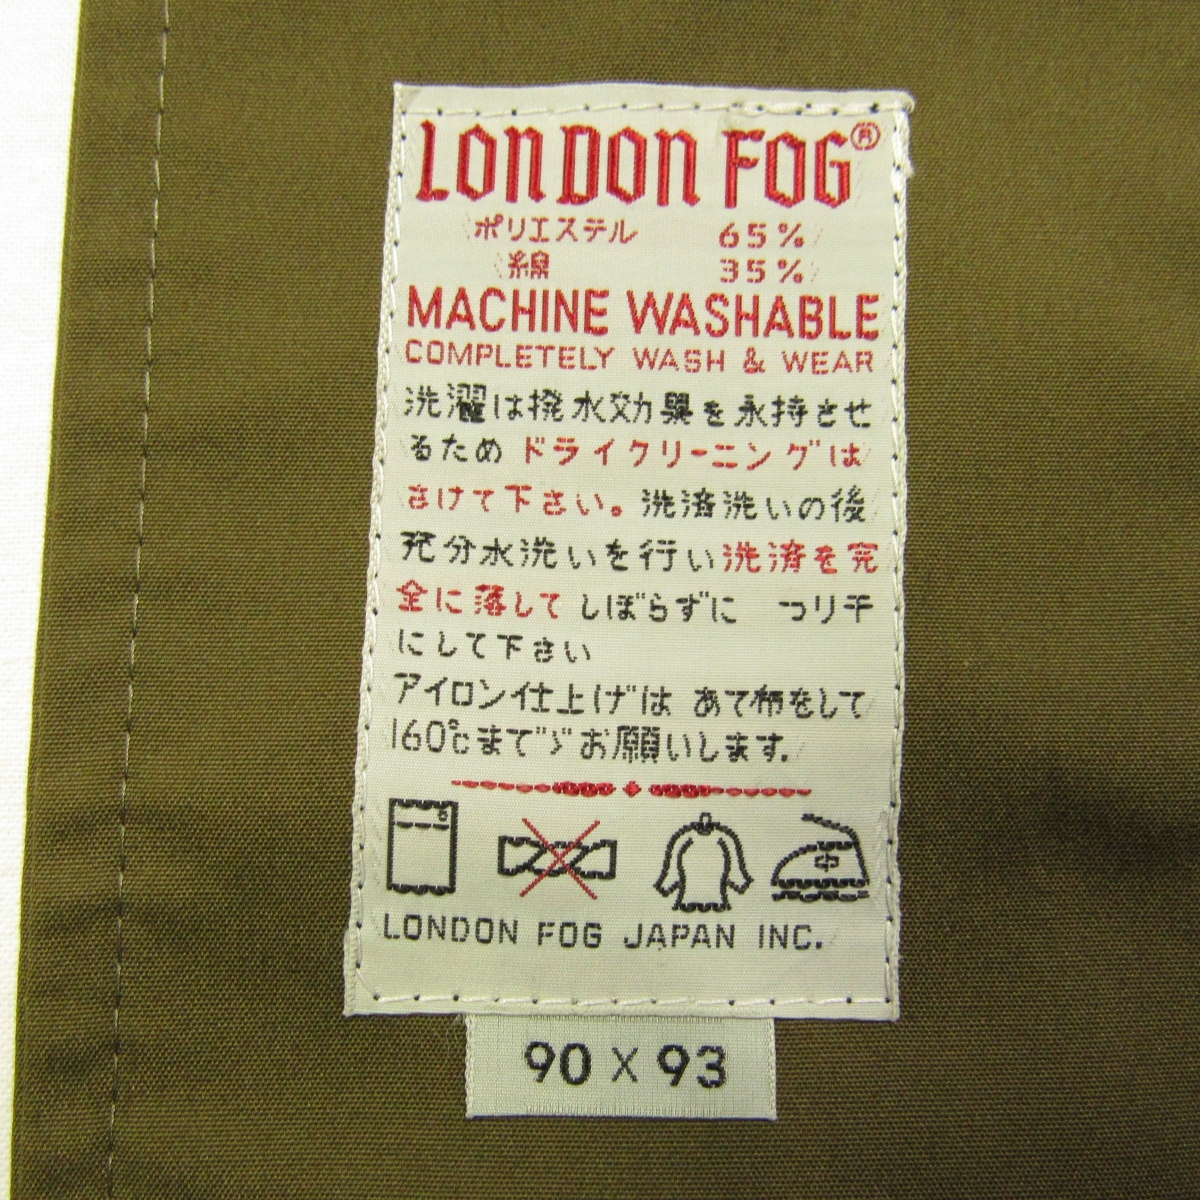 LONDON FOG®
ポリエステル 65%
綿 35%
MACHINE WASHABLE
COMPLETELY WASH & WEAR
洗濯は撥水効果を永持させ
るため ドライクリーニングは
さけて下さい。洗済洗いの後
充分水洗いを行い洗済を完
全に落して しぼらずに つり干
にして下さい
アイロン仕上げは あて布をして
160℃まで゛お願いします.
中
LONDON FOG JAPAN INC.
90 X 93